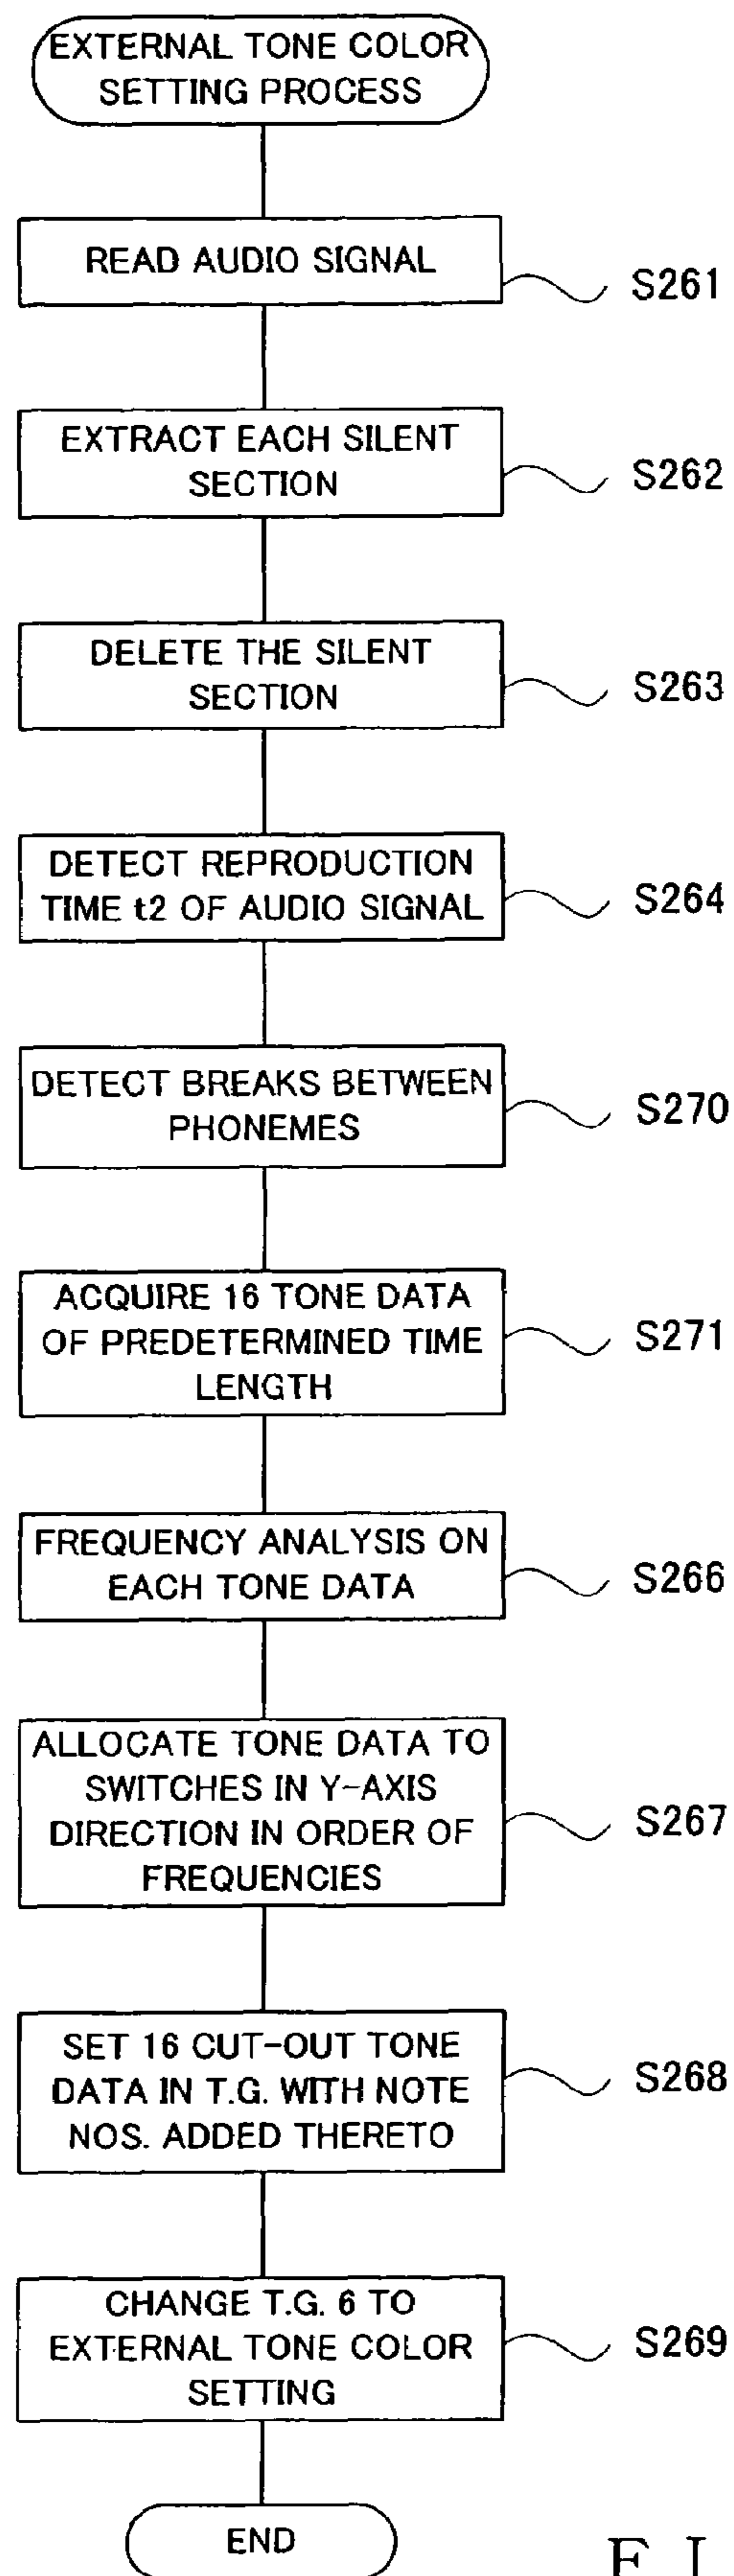 EXTERNAL TONE COLOR
SETTING PROCESS
READ AUDIO SIGNAL
S261
EXTRACT EACH SILENT
SECTION
S262
DELETE THE SILENT
SECTION
S263
DETECT REPRODUCTION
TIME t2 OF AUDIO SIGNAL
S264
DETECT BREAKS BETWEEN
PHONEMES
S270
ACQUIRE 16 TONE DATA
OF PREDETERMINED TIME
LENGTH
S271
FREQUENCY ANALYSIS ON
EACH TONE DATA
S266
ALLOCATE TONE DATA TO
SWITCHES IN Y-AXIS
DIRECTION IN ORDER OF
FREQUENCIES
S267
SET 16 CUT-OUT TONE
DATA IN T.G. WITH NOTE
NOS. ADDED THERETO
S268
CHANGE T.G. 6 TO
EXTERNAL TONE COLOR
SETTING
S269
END